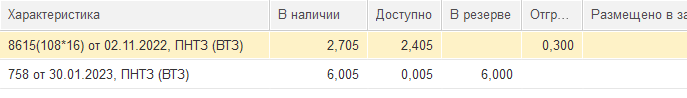 Характеристика В наличии Доступно В резерве Отгр... Размещено в за
8615(108*16) от 02.11.2022, ПНТЗ (ВТЗ) 2,705 2,405 0,300
758 от 30.01.2023, ПНТЗ (ВТЗ) 6,005 0,005 6,000